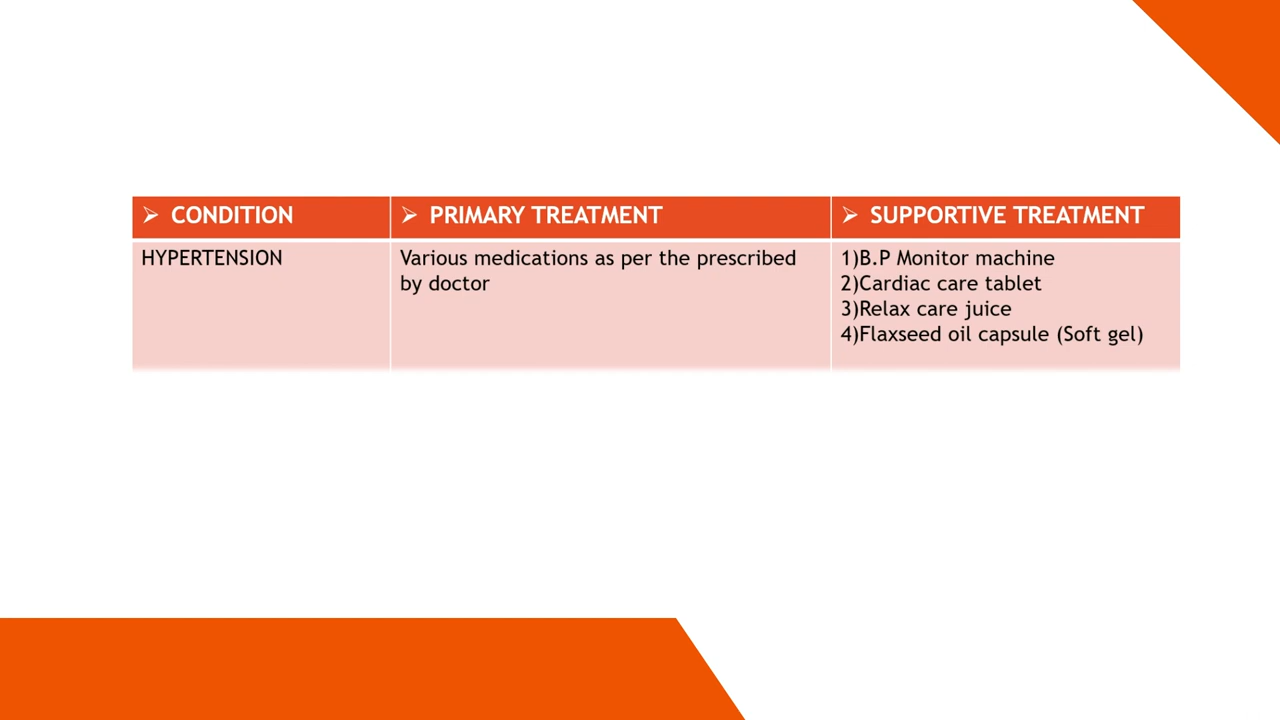 ➢ CONDITION
➢ PRIMARY TREATMENT
➢ SUPPORTIVE TREATMENT
HYPERTENSION
Various medications as per the prescribed
by doctor
1)B.P Monitor machine
2)Cardiac care tablet
3)Relax care juice
4)Flaxseed oil capsule (Soft gel)